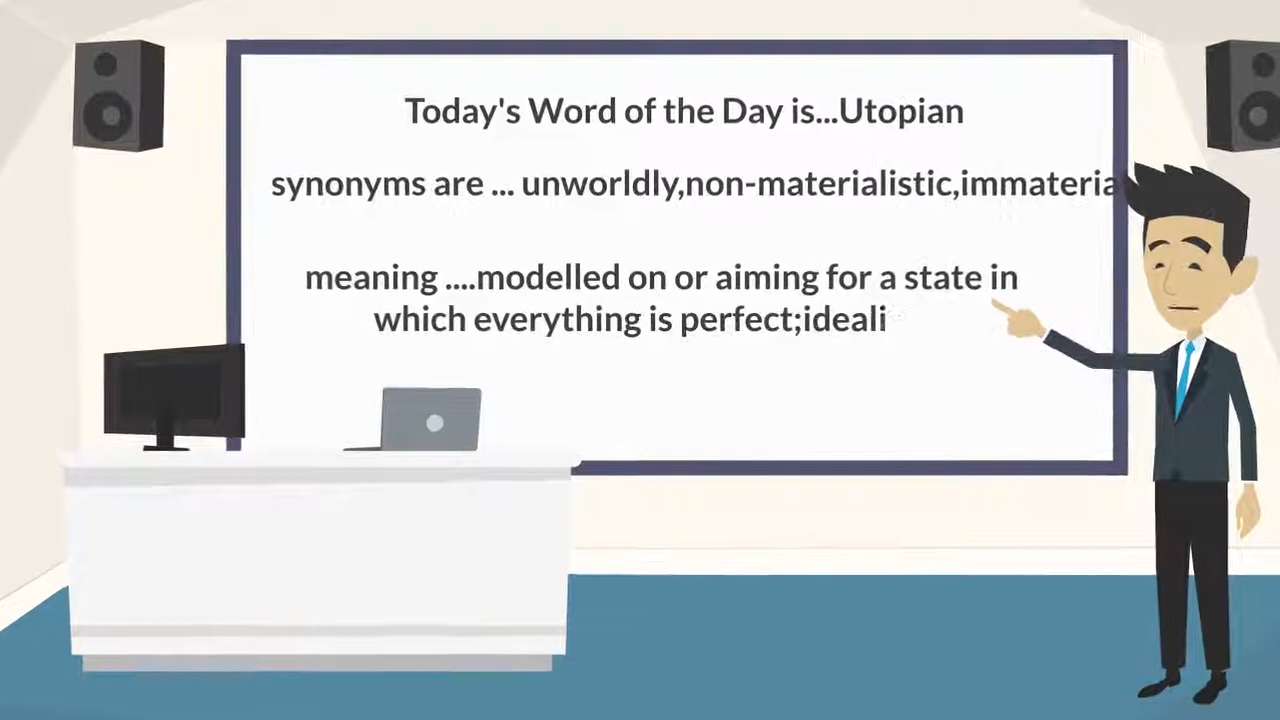 Today's Word of the Day is...Utopian
synonyms are ... unworldly,non-materialistic,immateria
meaning ....modelled on or aiming for a state in
which everything is perfect;ideali